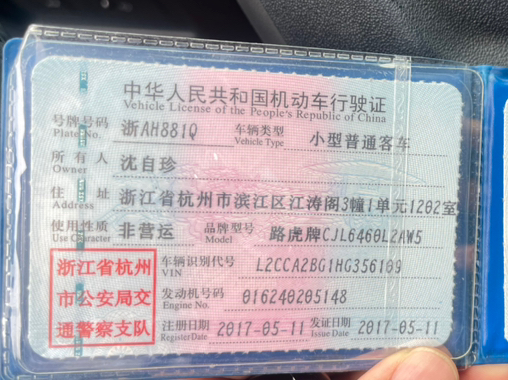 中华人民共和国机动车行驶证
Vehicle License of the People's Republic of China
号牌号码 Plate No. 浙AH881Q 车辆类型 Vehicle Type 小型普通客车
所有人 Owner 沈自珍
住址 Address 浙江省杭州市滨江区江涛阁3幢1单元1202室
使用性质 Use Character 非营运 品牌型号 Model 路虎牌CJL6460L2AW5
浙江省杭州市公安局交通警察支队
车辆识别代号 VIN L2CCA2BG1HG356109
发动机号码 Engine No. 016240205148
注册日期 Register Date 2017-05-11 发证日期 Issue Date 2017-05-11